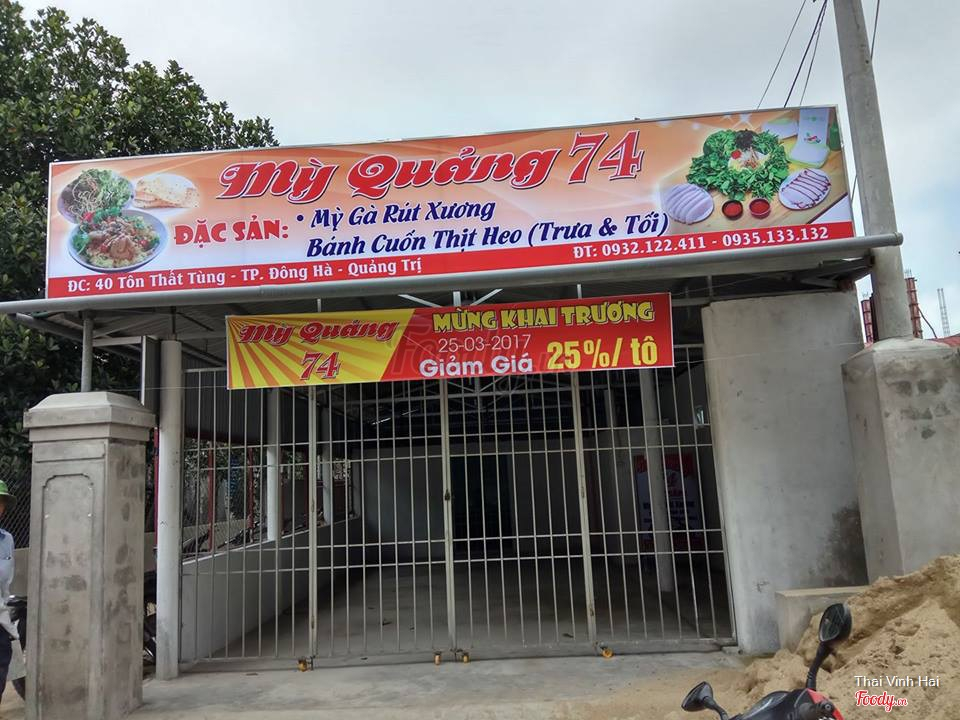 Mỳ Quảng 74
ĐẶC SẢN: • Mỳ Gà Rút Xương
Bánh Cuốn Thịt Heo (Trưa & Tối)
ĐC: 40 Tôn Thất Tùng - TP. Đông Hà - Quảng Trị
ĐT: 0932.122.411 - 0935.133.132
Mỳ Quảng
74
MỪNG KHAI TRƯƠNG
25-03-2017
Giảm Giá 25%/ tô
Foody.vn
Thai Vinh Hai
Foody.vn